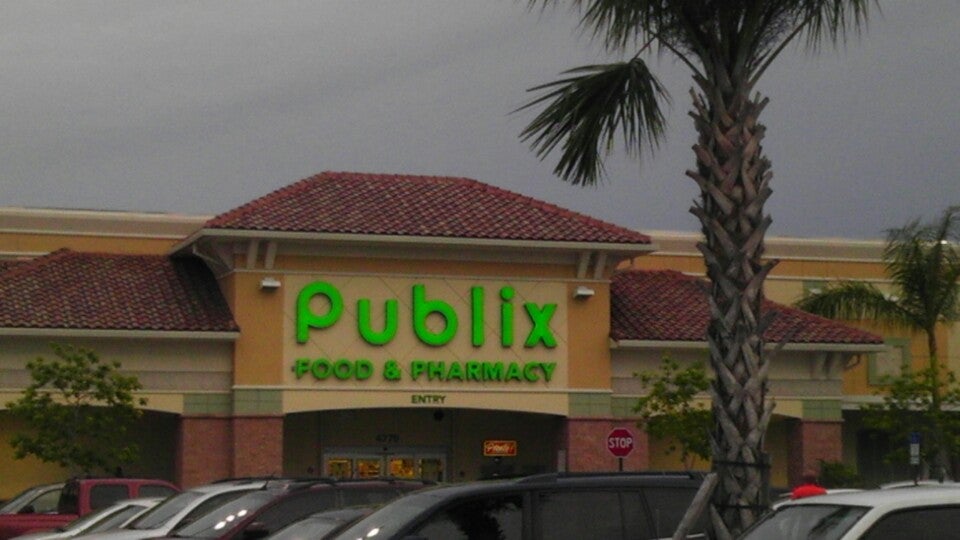 Publix
FOOD & PHARMACY
ENTRY
STOP